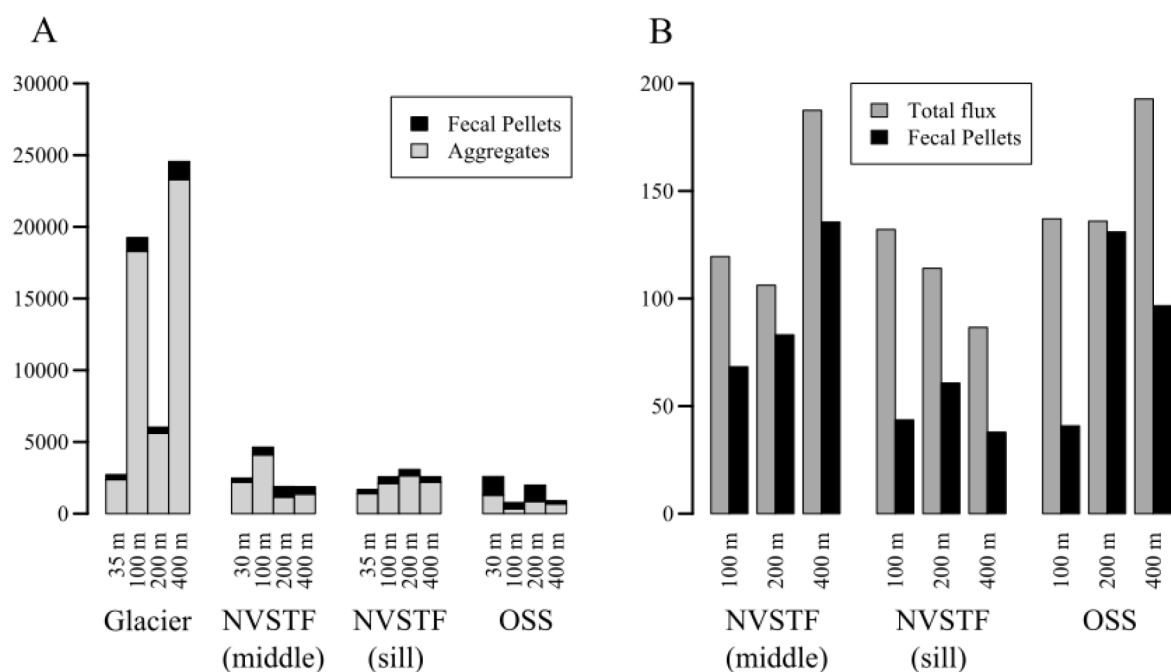 A
30000
25000
20000
15000
10000
5000
0
Fecal Pellets
Aggregates
35 m
100 m
200 m
400 m
30 m
100 m
200 m
400 m
35 m
100 m
200 m
400 m
30 m
100 m
200 m
400 m
Glacier
NVSTF
(middle)
NVSTF
(sill)
OSS
B
200
150
100
50
0
Total flux
Fecal Pellets
100 m
200 m
400 m
100 m
200 m
400 m
100 m
200 m
400 m
NVSTF
(middle)
NVSTF
(sill)
OSS